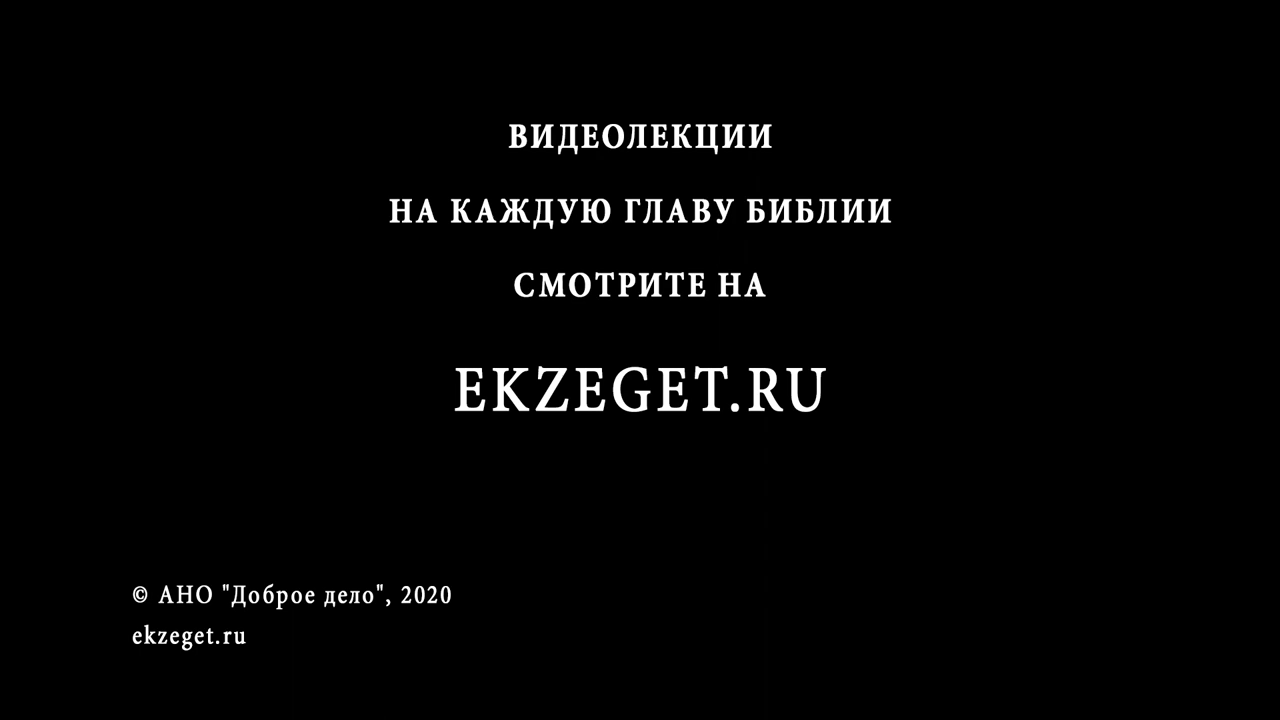 ВИДЕОЛЕКЦИИ
НА КАЖДУЮ ГЛАВУ БИБЛИИ
СМОТРИТЕ НА
EKZEGET.RU
© АНО "Доброе дело", 2020
ekzeget.ru